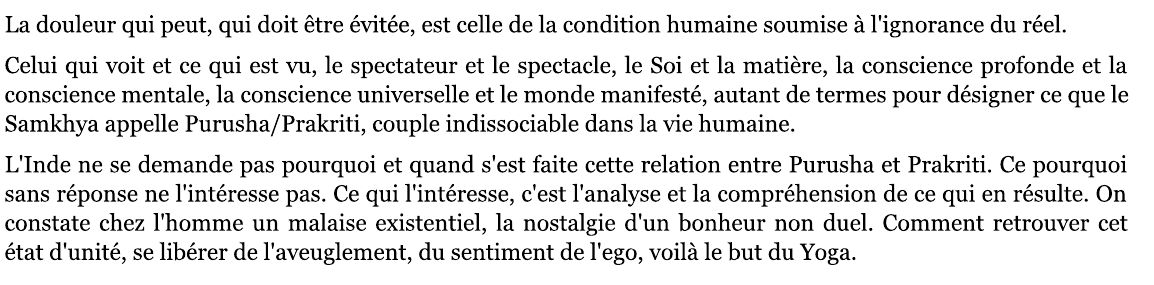 La douleur qui peut, qui doit être évitée, est celle de la condition humaine soumise à l'ignorance du réel.
Celui qui voit et ce qui est vu, le spectateur et le spectacle, le Soi et la matière, la conscience profonde et la
conscience mentale, la conscience universelle et le monde manifesté, autant de termes pour désigner ce que le
Samkhya appelle Purusha/Prakriti, couple indissociable dans la vie humaine.
L'Inde ne se demande pas pourquoi et quand s'est faite cette relation entre Purusha et Prakriti. Ce pourquoi
sans réponse ne l'intéresse pas. Ce qui l'intéresse, c'est l'analyse et la compréhension de ce qui en résulte. On
constate chez l'homme un malaise existentiel, la nostalgie d'un bonheur non duel. Comment retrouver cet
état d'unité, se libérer de l'aveuglement, du sentiment de l'ego, voilà le but du Yoga.